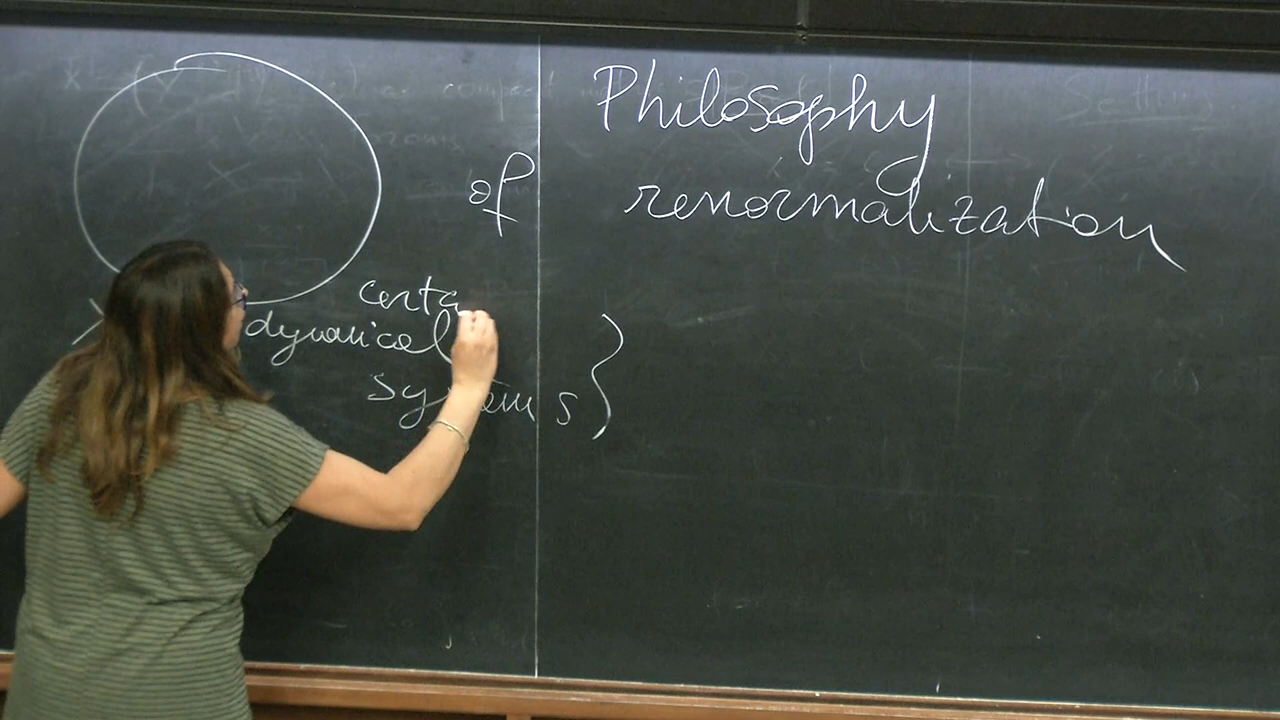 Philosophy
of renormalization
certa
dynamical
systems }